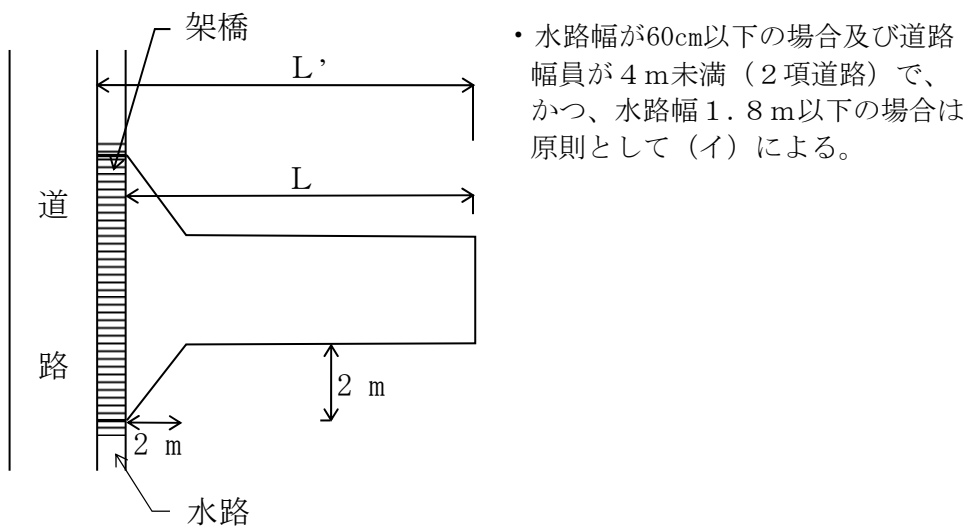 架橋
L'
L
道
路
2 m
2 m
水路
・水路幅が60cm以下の場合及び道路
幅員が４ｍ未満（２項道路）で、
かつ、水路幅１.８ｍ以下の場合は
原則として（イ）による。